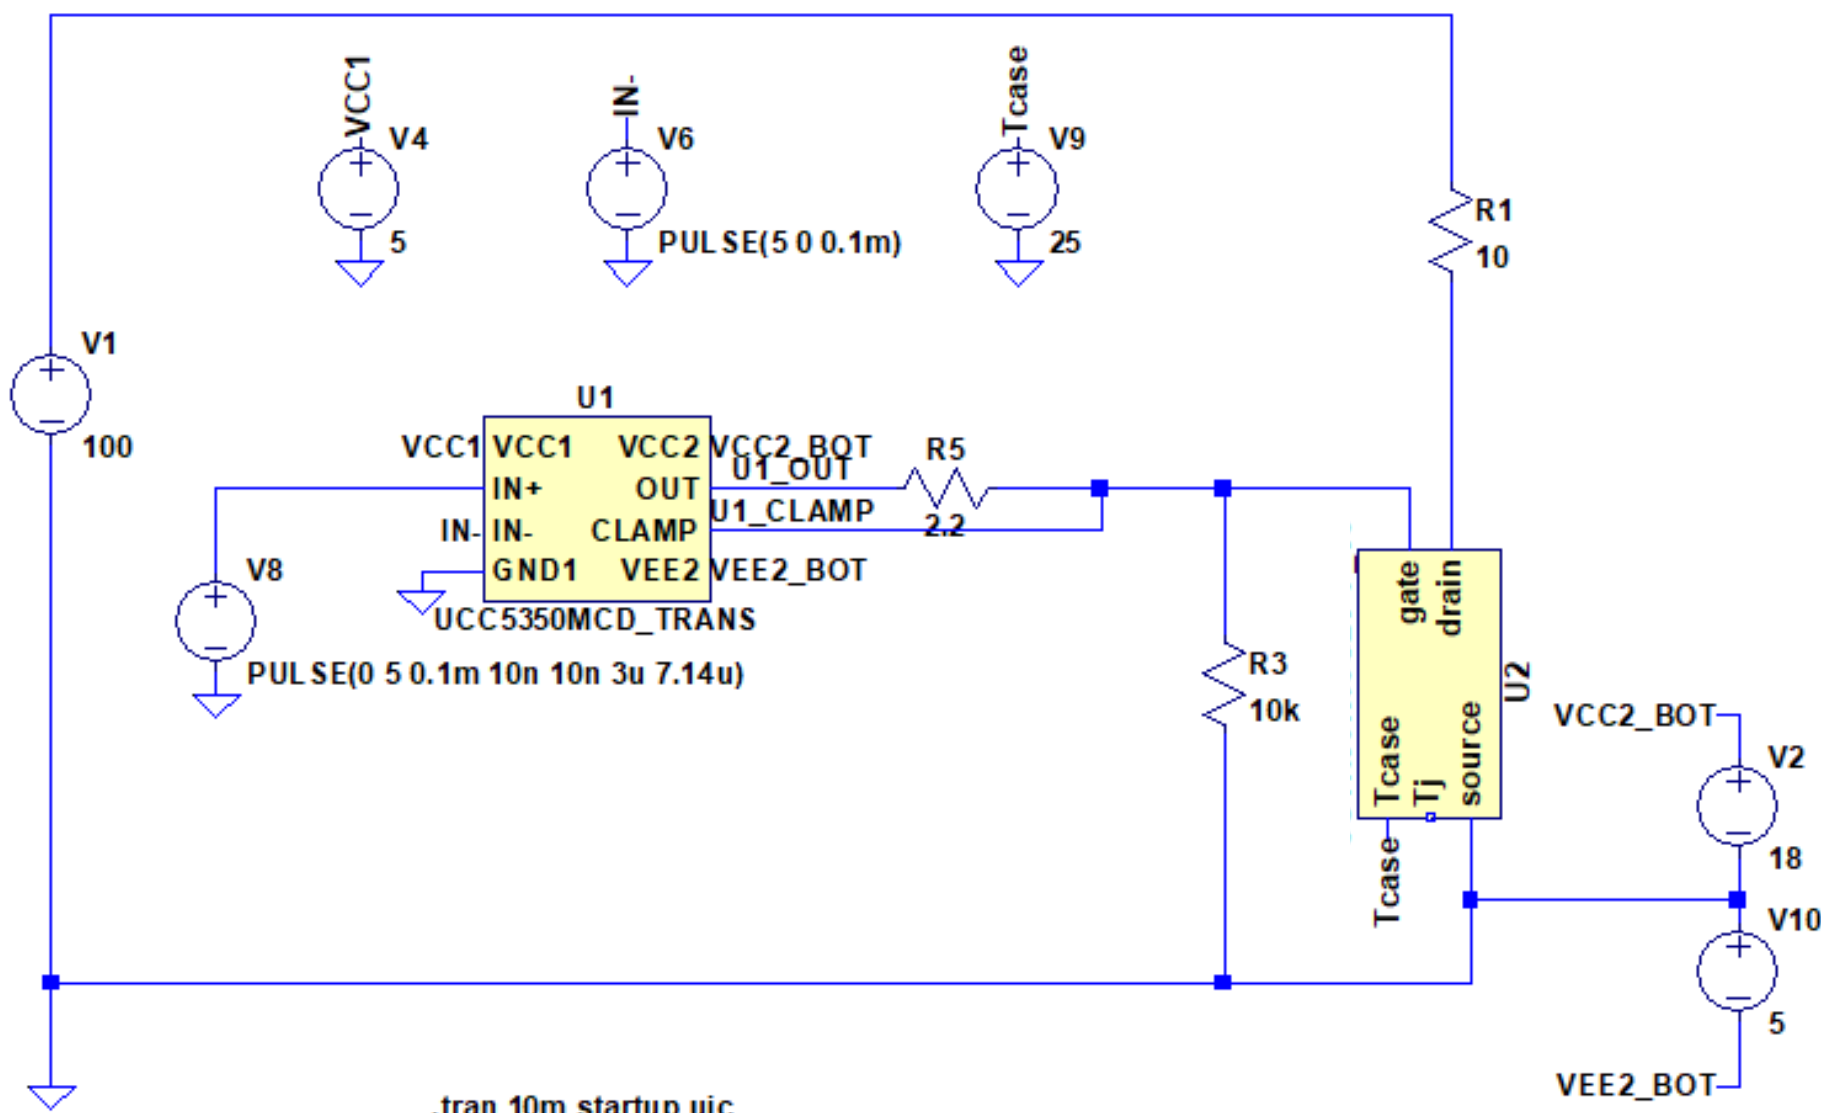 VCC1
V4
5
IN-
V6
PULSE(5 0 0.1m)
Tcase
V9
25
R1
10
V1
100
U1
VCC1
VCC1
VCC2
VCC2_BOT
IN+
OUT
U1_OUT
R5
2.2
IN-
IN-
CLAMP
U1_CLAMP
GND1
VEE2
VEE2_BOT
UCC5350MCD_TRANS
V8
PULSE(0 5 0.1m 10n 10n 3u 7.14u)
R3
10k
gate
drain
U2
Tcase
Tj
source
Tcase
VCC2_BOT
V2
18
V10
5
VEE2_BOT
.tran 10m startup uic